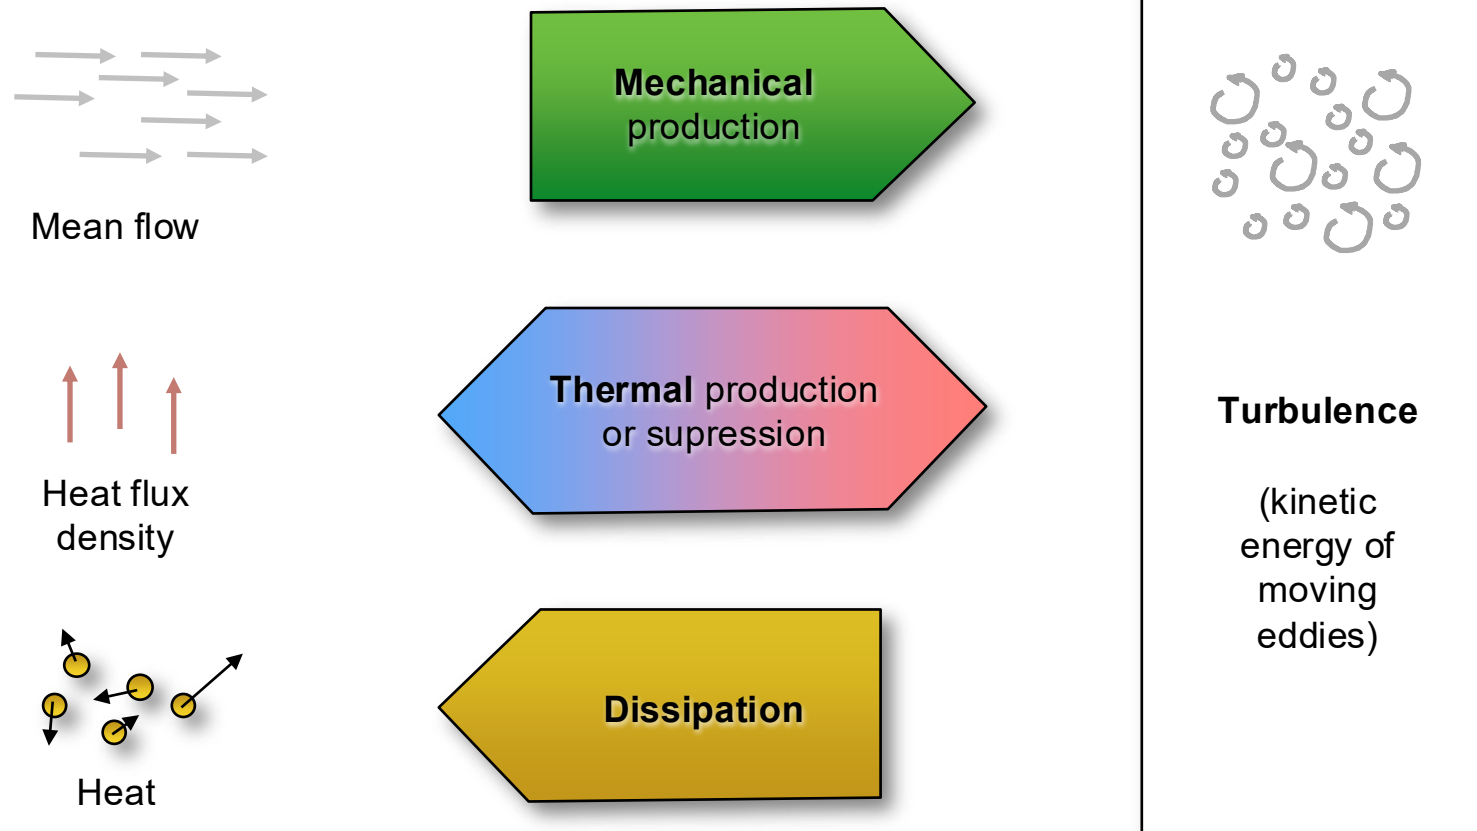 Mechanical
production
Mean flow
Thermal production
or supression
Heat flux
density
Turbulence
(kinetic
energy of
moving
eddies)
Dissipation
Heat